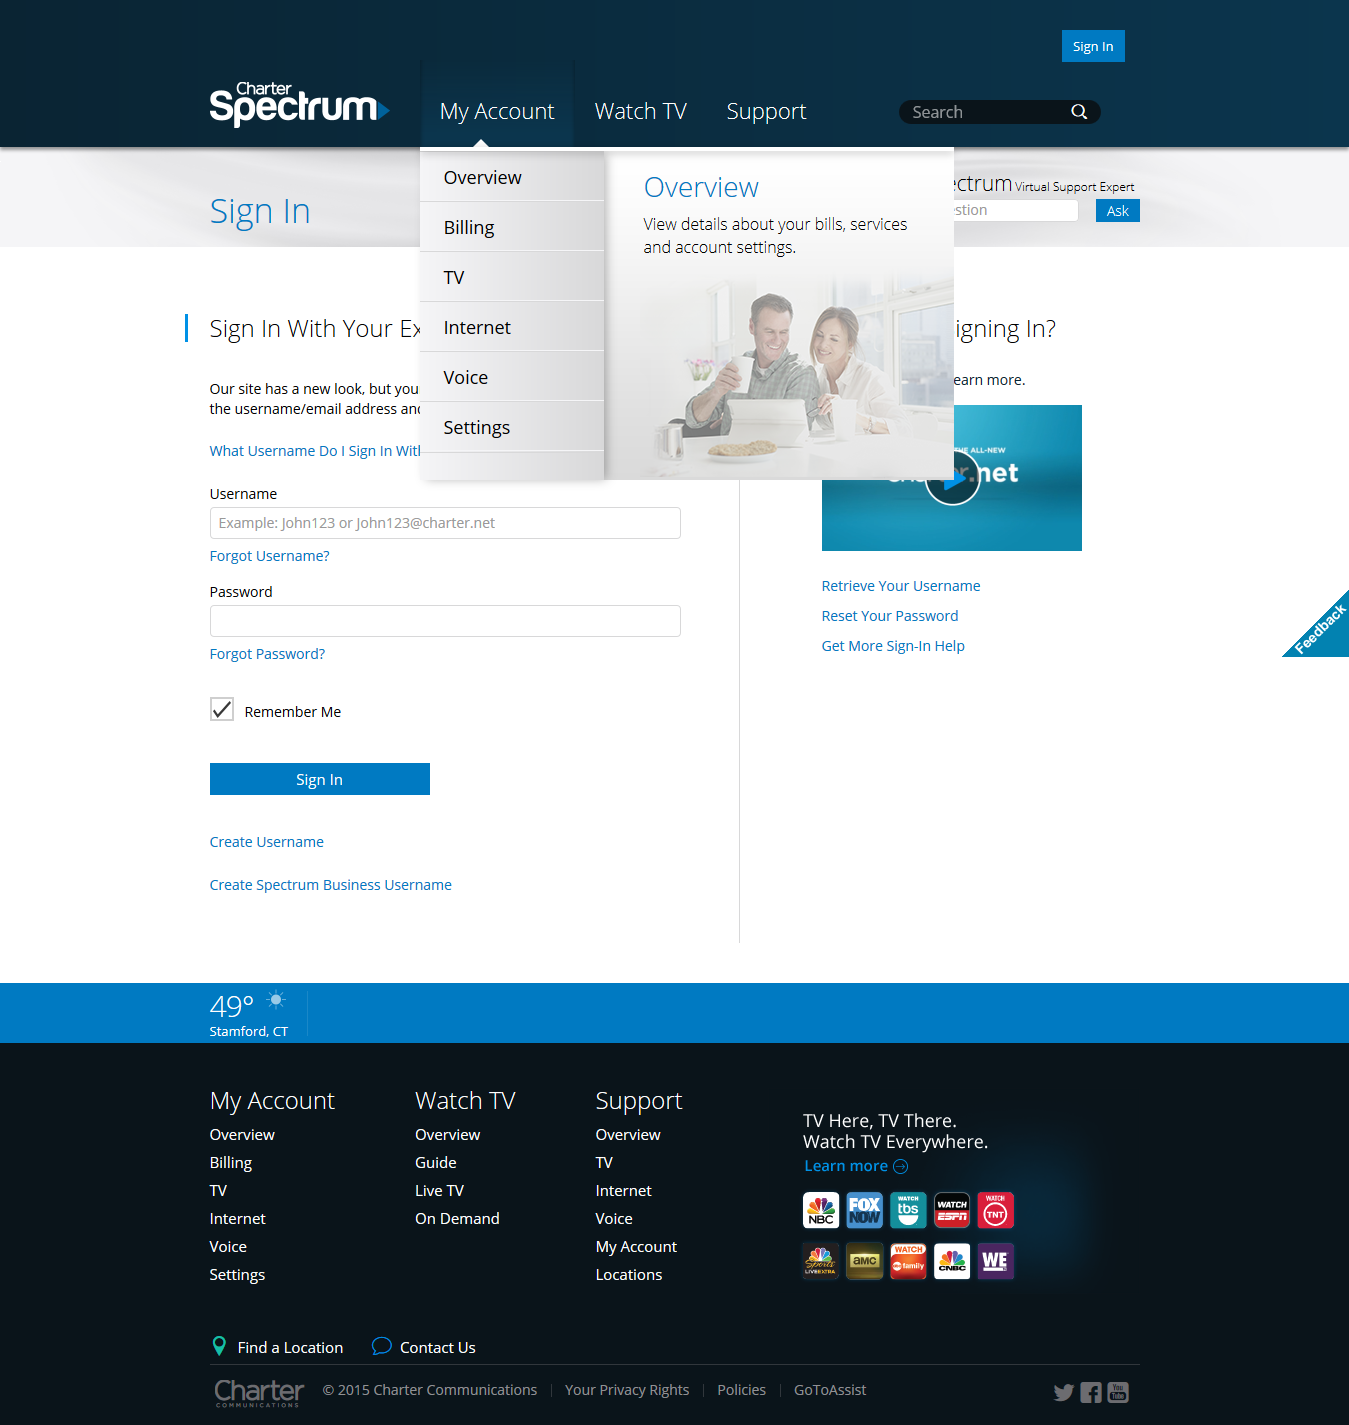 Sign In
Charter
Spectrum
My Account
Watch TV
Support
Search
Sign In
Overview
Billing
TV
Internet
Voice
Settings
Overview
View details about your bills, services
and account settings.
Virtual Support Expert
Ask
Sign In With Your
Our site has a new look, but you
the username/email address
What Username Do I Sign In
Username
Example: John123 or John123@charter.net
Forgot Username?
Password
Forgot Password?
Remember Me
Sign In
Create Username
Create Spectrum Business Username
In?
more.
THE ALL-NEW
.net
Retrieve Your Username
Reset Your Password
Get More Sign-In Help
Feedback
49°
Stamford, CT
My Account
Overview
Billing
TV
Internet
Voice
Settings
Watch TV
Overview
Guide
Live TV
On Demand
Support
Overview
TV
Internet
Voice
My Account
Locations
TV Here, TV There.
Watch TV Everywhere.
Learn more
NBC
FOX NOW
WATCH tbs
WATCH ESPN
WATCH TNT
Sports LIVE EXTRA
amc
WATCH abc family
CNBC
WE tv
Find a Location
Contact Us
Charter
COMMUNICATIONS
© 2015 Charter Communications
Your Privacy Rights
Policies
GoToAssist
You Tube